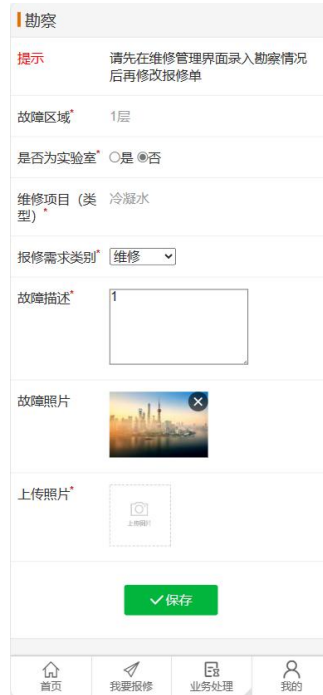 勘察
提示 请先在维修管理界面录入勘察情况
后再修改报修单
故障区域* 1层
是否为实验室* 是 否
维修项目（类 冷凝水
型）*
报修需求类别* 维修
故障描述* 1
故障照片
上传照片*
上传照片
保存
首页 我要报修 业务处理 我的